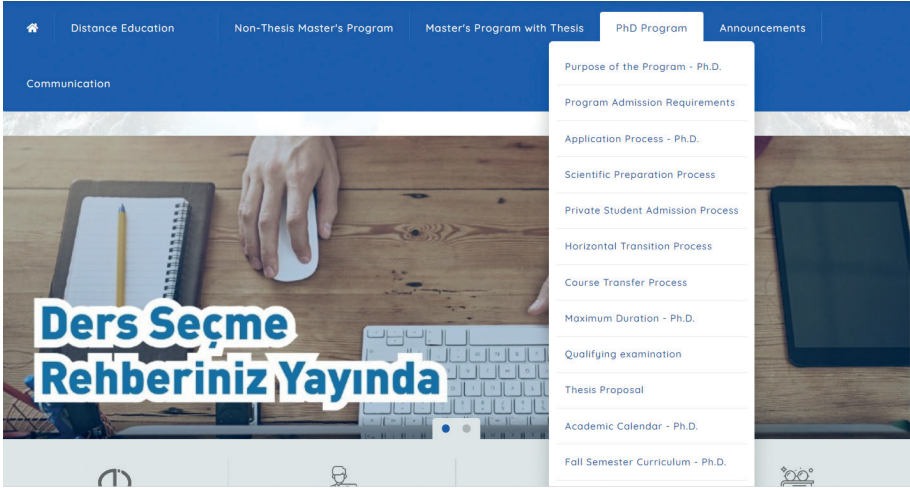 Distance Education
Non-Thesis Master's Program
Master's Program with Thesis
PhD Program
Announcements
Communication
Purpose of the Program - Ph.D.
Program Admission Requirements
Application Process - Ph.D.
Scientific Preparation Process
Private Student Admission Process
Horizontal Transition Process
Course Transfer Process
Maximum Duration - Ph.D.
Qualifying examination
Thesis Proposal
Academic Calendar - Ph.D.
Fall Semester Curriculum - Ph.D.
Ders Seçme
Rehberiniz Yayında